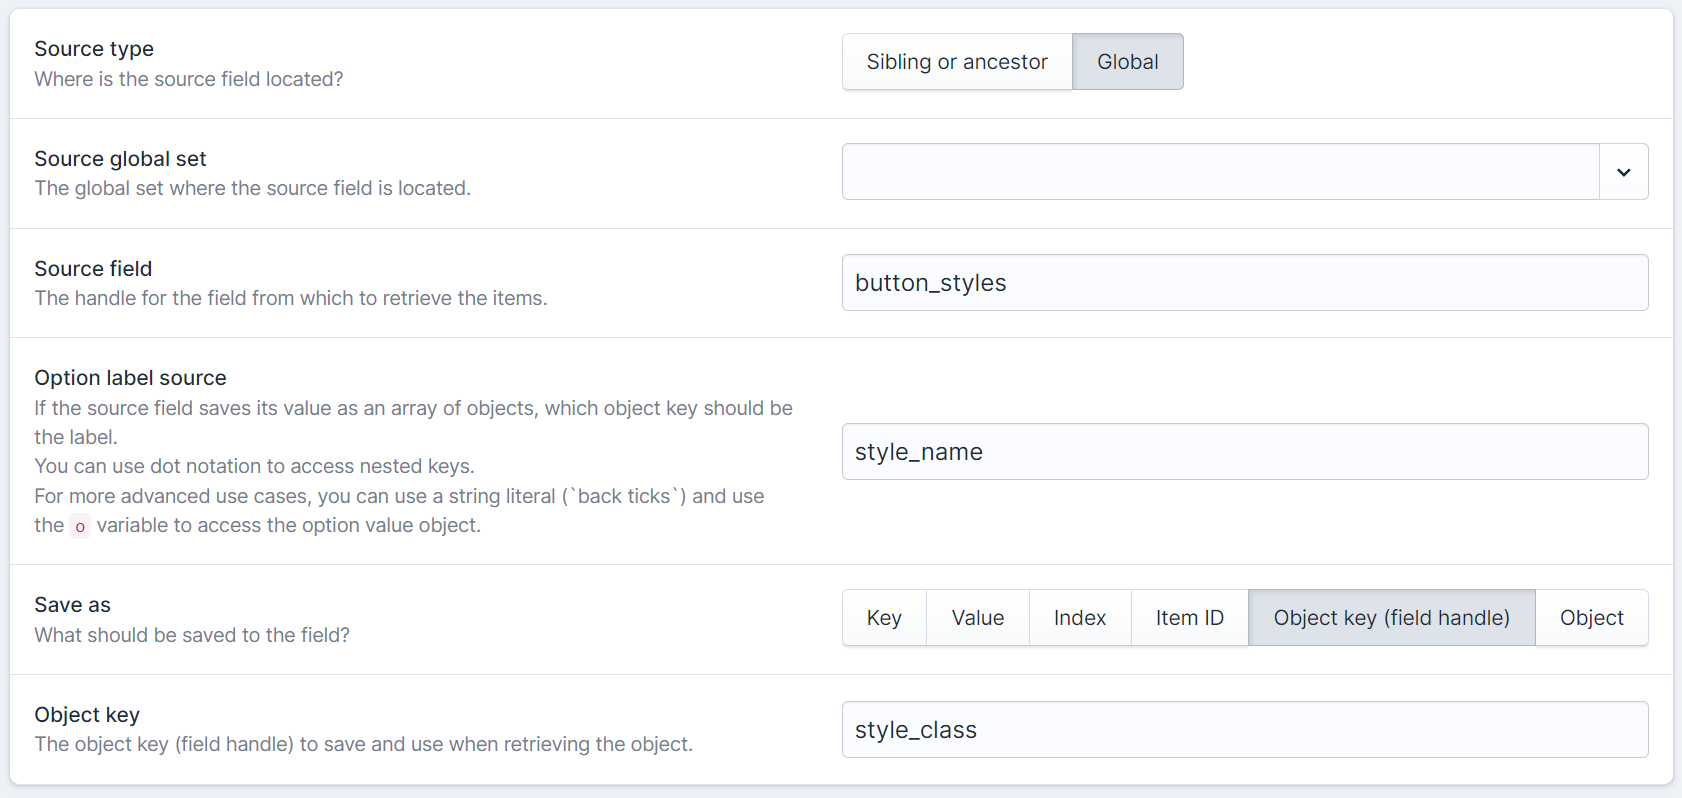 Source type
Where is the source field located?
Sibling or ancestor
Global
Source global set
The global set where the source field is located.
Source field
The handle for the field from which to retrieve the items.
button_styles
Option label source
If the source field saves its value as an array of objects, which object key should be
the label.
You can use dot notation to access nested keys.
For more advanced use cases, you can use a string literal (`back ticks`) and use
the o variable to access the option value object.
style_name
Save as
What should be saved to the field?
Key
Value
Index
Item ID
Object key (field handle)
Object
Object key
The object key (field handle) to save and use when retrieving the object.
style_class